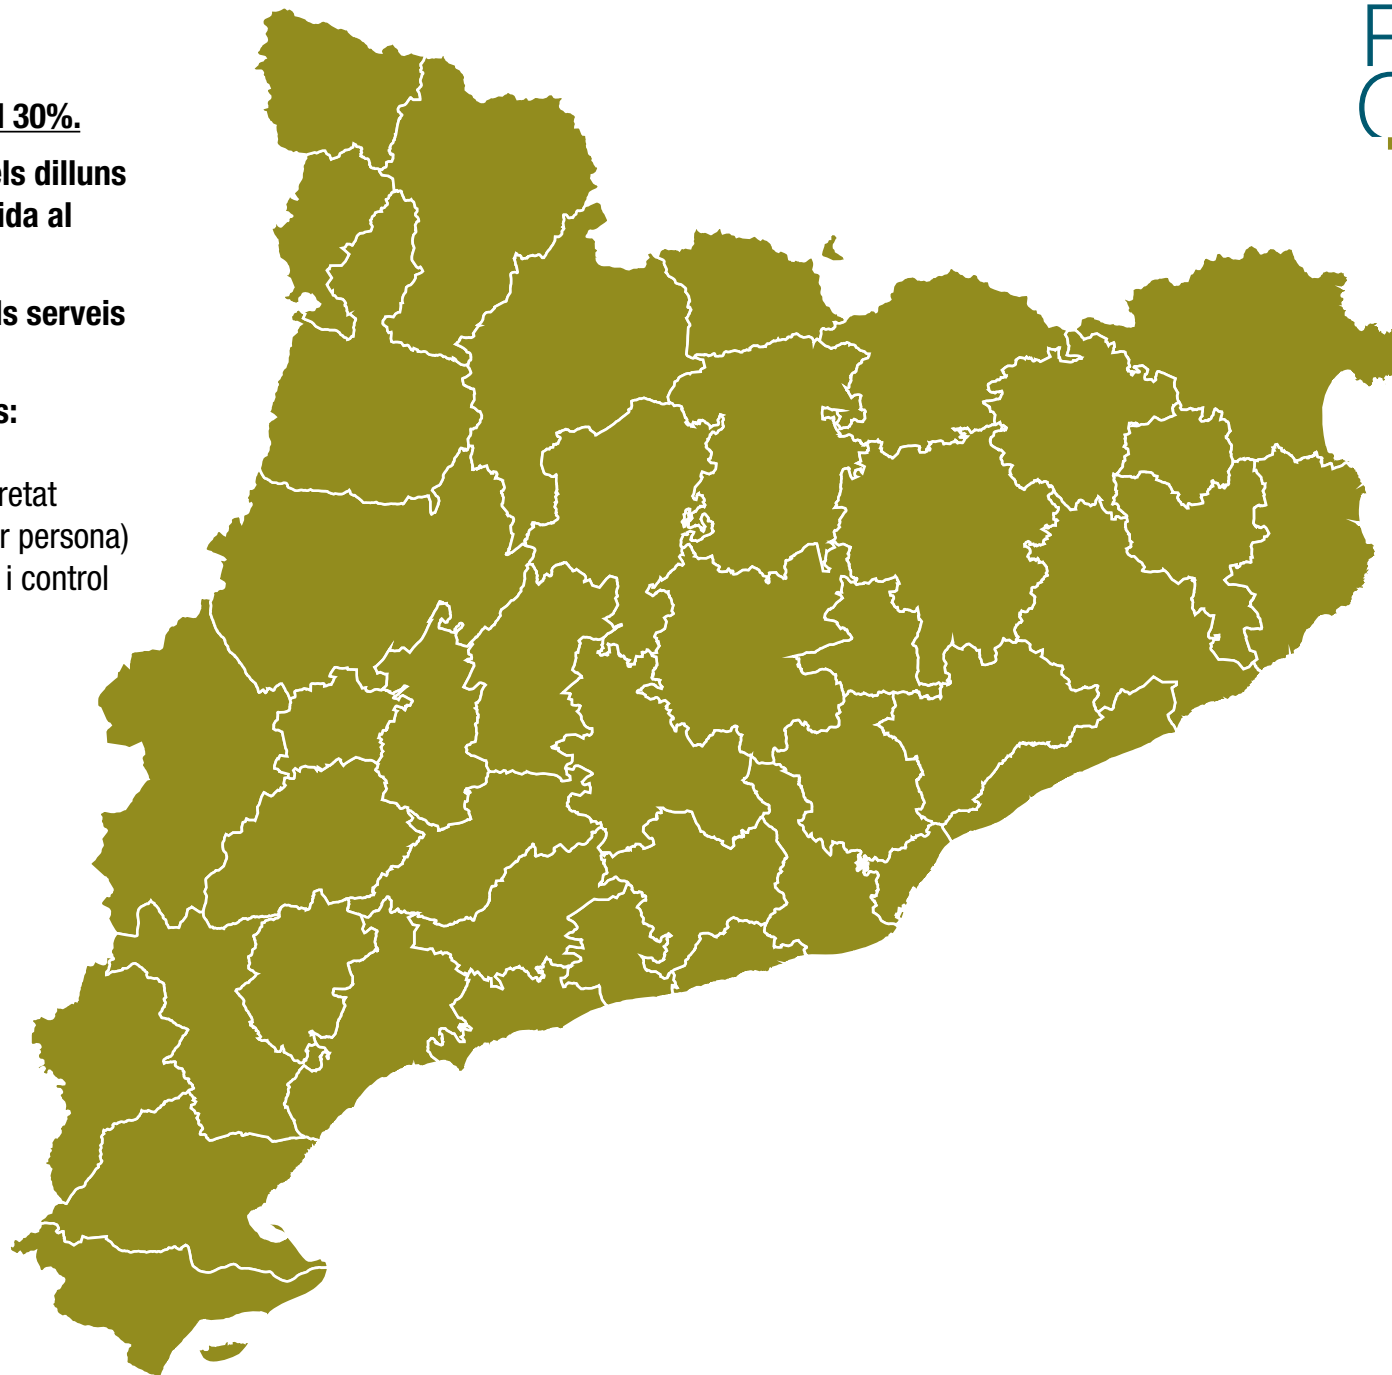 l 30%.
els dilluns
ida al
ls serveis
s:
retat
r persona)
i control